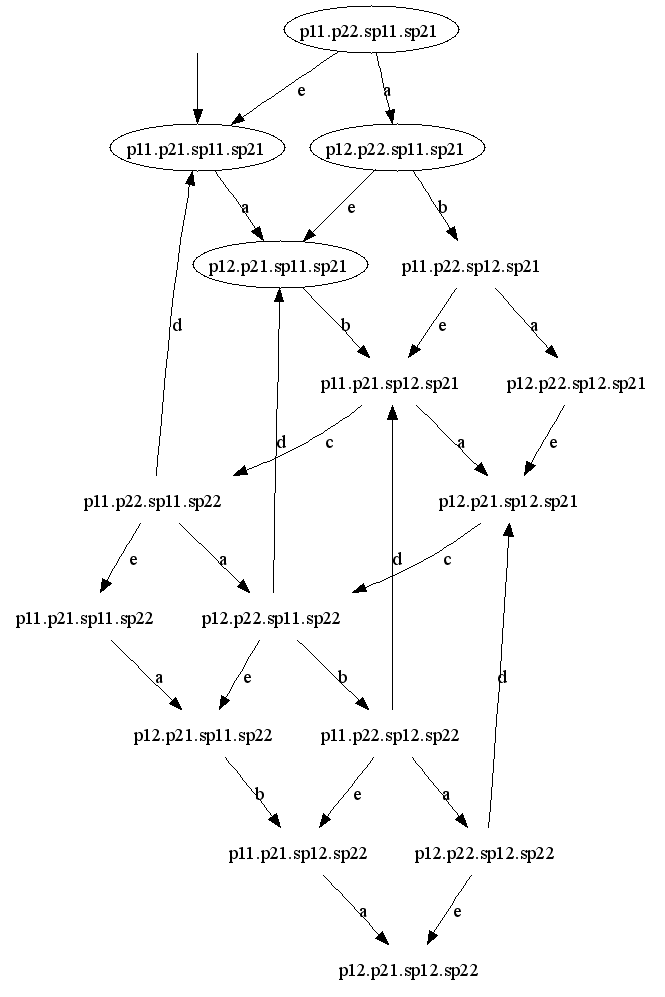 p11.p22.sp11.sp21
e
a
p11.p21.sp11.sp21
p12.p22.sp11.sp21
a
e
b
p12.p21.sp11.sp21
p11.p22.sp12.sp21
d
b
e
a
p11.p21.sp12.sp21
p12.p22.sp12.sp21
d
c
a
e
p11.p22.sp11.sp22
p12.p21.sp12.sp21
e
a
d
c
p11.p21.sp11.sp22
p12.p22.sp11.sp22
a
e
b
d
p12.p21.sp11.sp22
p11.p22.sp12.sp22
b
e
a
p11.p21.sp12.sp22
p12.p22.sp12.sp22
a
e
p12.p21.sp12.sp22